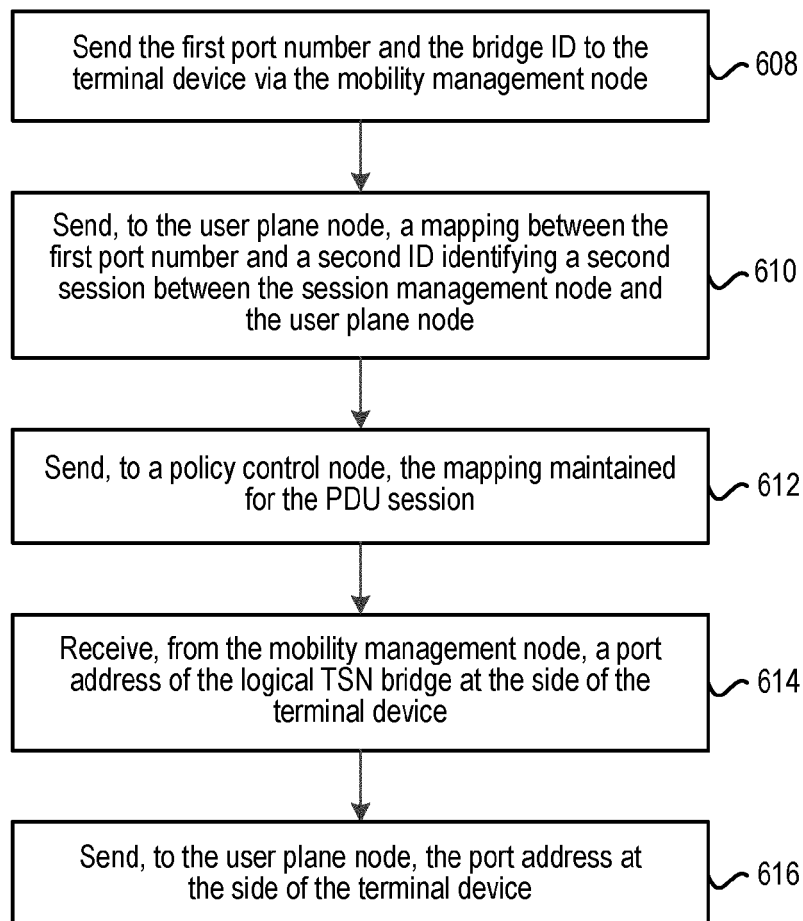 Send the first port number and the bridge ID to the
terminal device via the mobility management node
608
Send, to the user plane node, a mapping between the
first port number and a second ID identifying a second
session between the session management node and
the user plane node
610
Send, to a policy control node, the mapping maintained
for the PDU session
612
Receive, from the mobility management node, a port
address of the logical TSN bridge at the side of the
terminal device
614
Send, to the user plane node, the port address at
the side of the terminal device
616